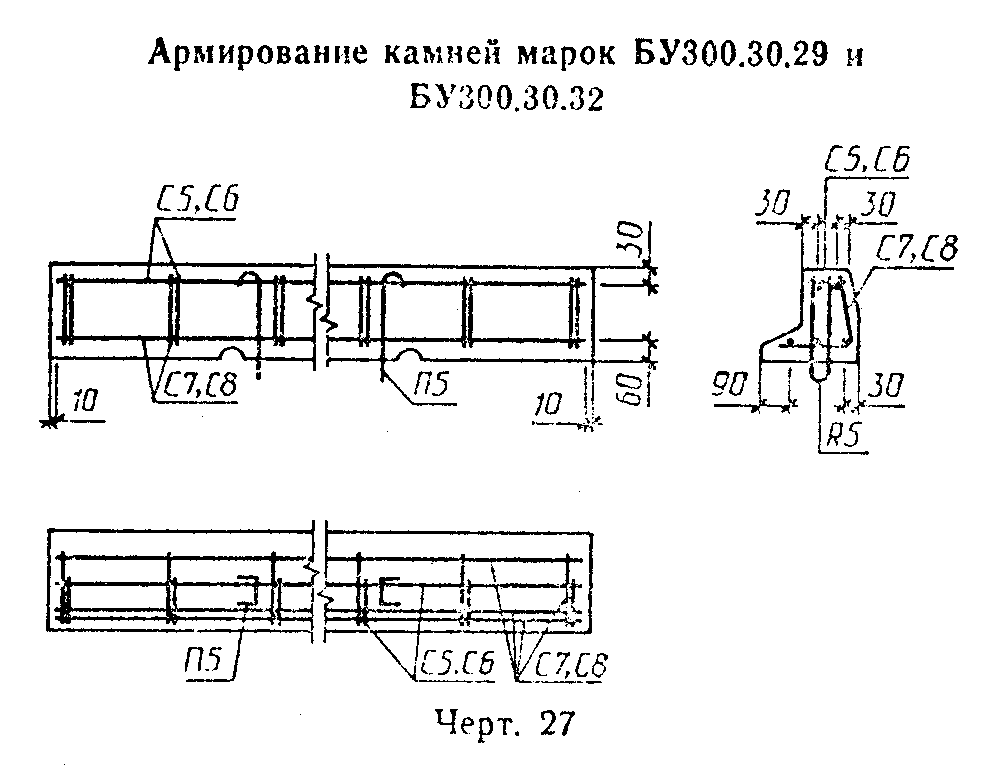 Армирование камней марок БУ300.30.29 и
БУ300.30.32
С5,С6
30
С7,С8
П5
60
10
10
С5,С6
30
30
С7,С8
90
30
R5
П5
С5.С6
С7,С8
Черт. 27